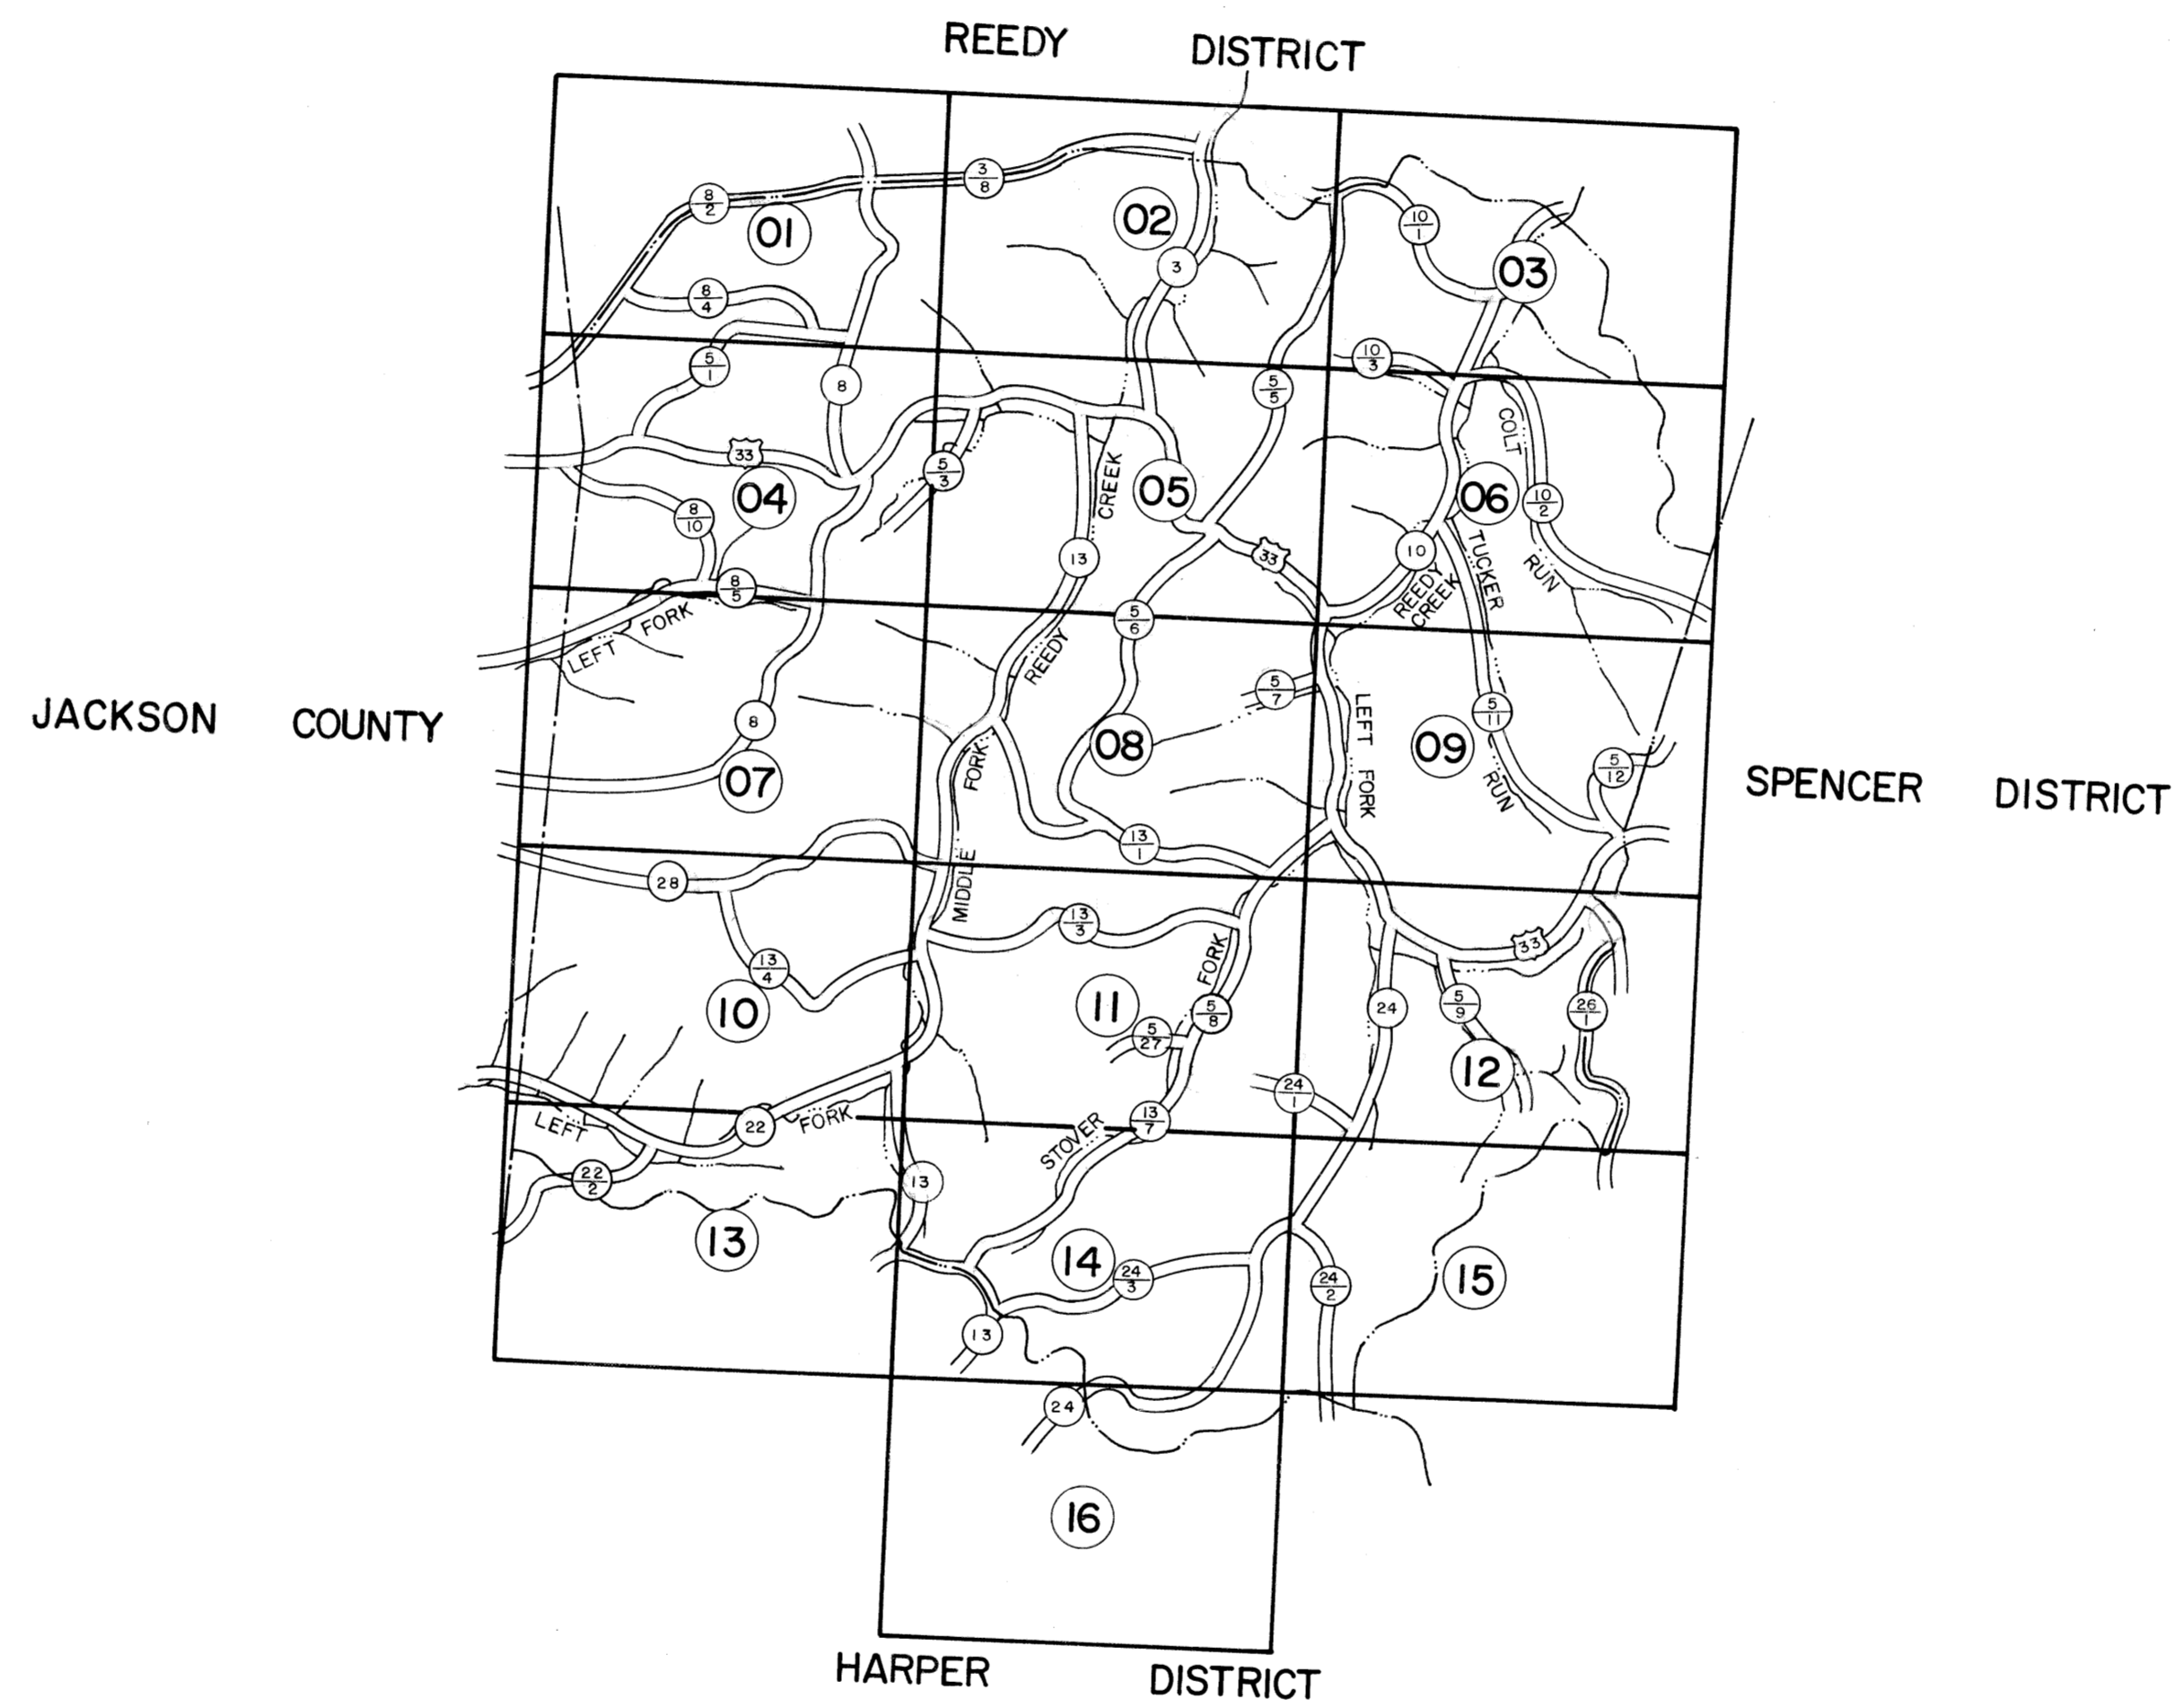 REEDY DISTRICT
3/8
8/2
02
01
10/1
3
03
8/4
10/3
5/1
8
5/5
COLT
33
5/3
CREEK
04
05
06
10/2
8/10
13
33
10
TUCKER
RUN
8/5
REEDY
CREEK
FORK
5/6
LEFT
REEDY
5/7
JACKSON COUNTY
8
LEFT FORK
5/11
09
08
FORK
07
5/12
RUN
SPENCER DISTRICT
13/1
28
MIDDLE
13/3
33
13/4
FORK
10
11
5/8
24
5/9
26/1
5/27
12
24/1
LEFT
22
FORK
13/7
STOVER
22/2
13
13
14
24/3
24/2
15
13
24
16
HARPER DISTRICT